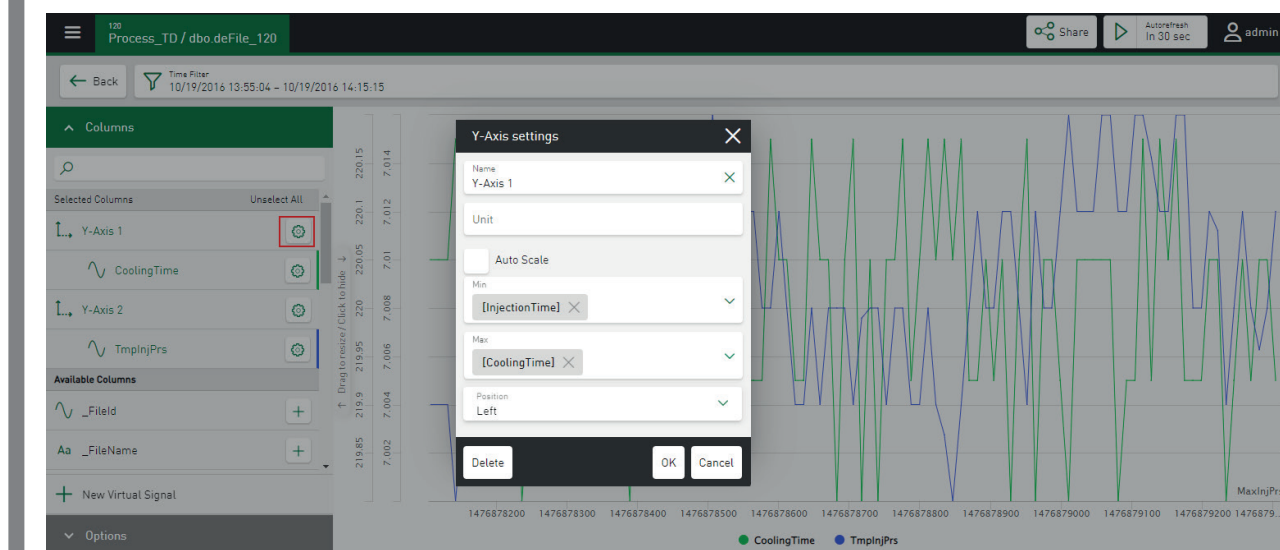 120
Process_TD / dbo.deFile_120
Share
Autorefresh
In 30 sec
admin
Back
Time Filter
10/19/2016 13:55:04 – 10/19/2016 14:15:15
Columns
Selected Columns Unselect All
Y-Axis 1
CoolingTime
Y-Axis 2
TmpInjPrs
Available Columns
_FileId
Aa _FileName
New Virtual Signal
Options
← Drag to resize / Click to hide →
220.15
220.1
220.05
220
219.95
219.9
219.85
7.014
7.012
7.01
7.008
7.006
7.004
7.002
Y-Axis settings
Name
Y-Axis 1
Unit
Auto Scale
Min
[InjectionTime]
Max
[CoolingTime]
Position
Left
Delete OK Cancel
MaxInjPr
1476878200 1476878300 1476878400 1476878500 1476878600 1476878700 1476878800 1476878900 1476879000 1476879100 1476879200 1476879...
CoolingTime TmpInjPrs